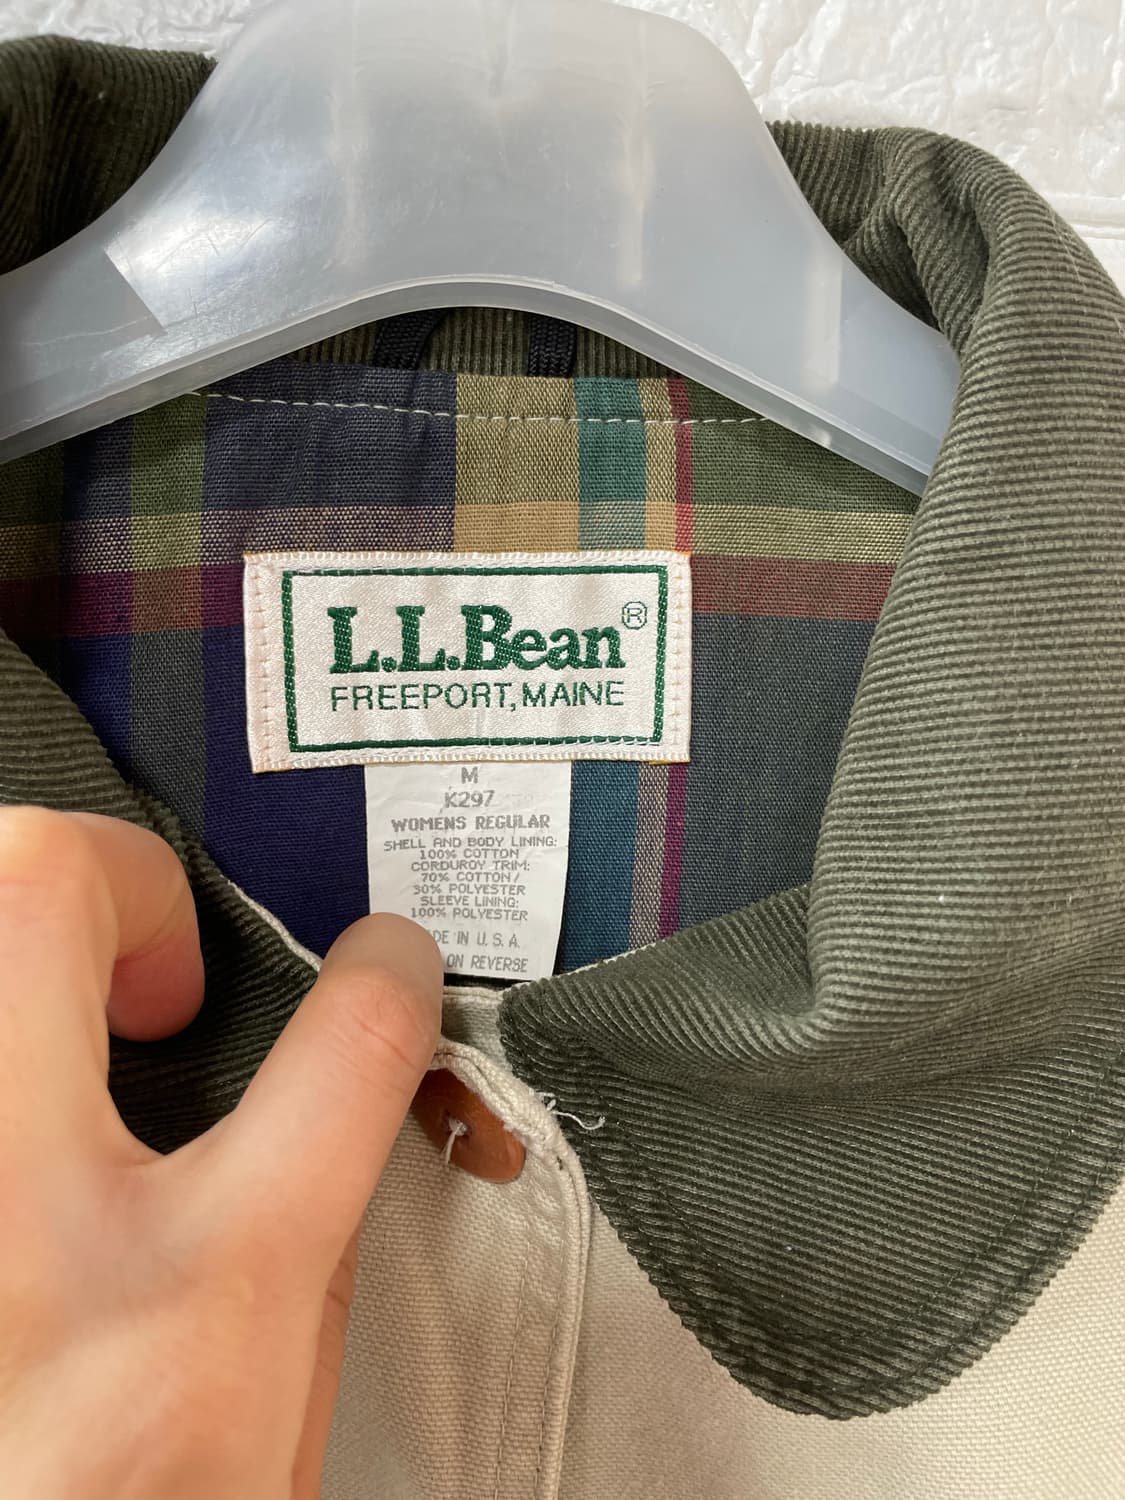 L.L.Bean®
FREEPORT, MAINE
M
K297
WOMENS REGULAR
SHELL AND BODY LINING:
100% COTTON
CORDUROY TRIM:
70% COTTON/
30% POLYESTER
SLEEVE LINING:
100% POLYESTER
DE IN U.S.A.
ON REVERSE